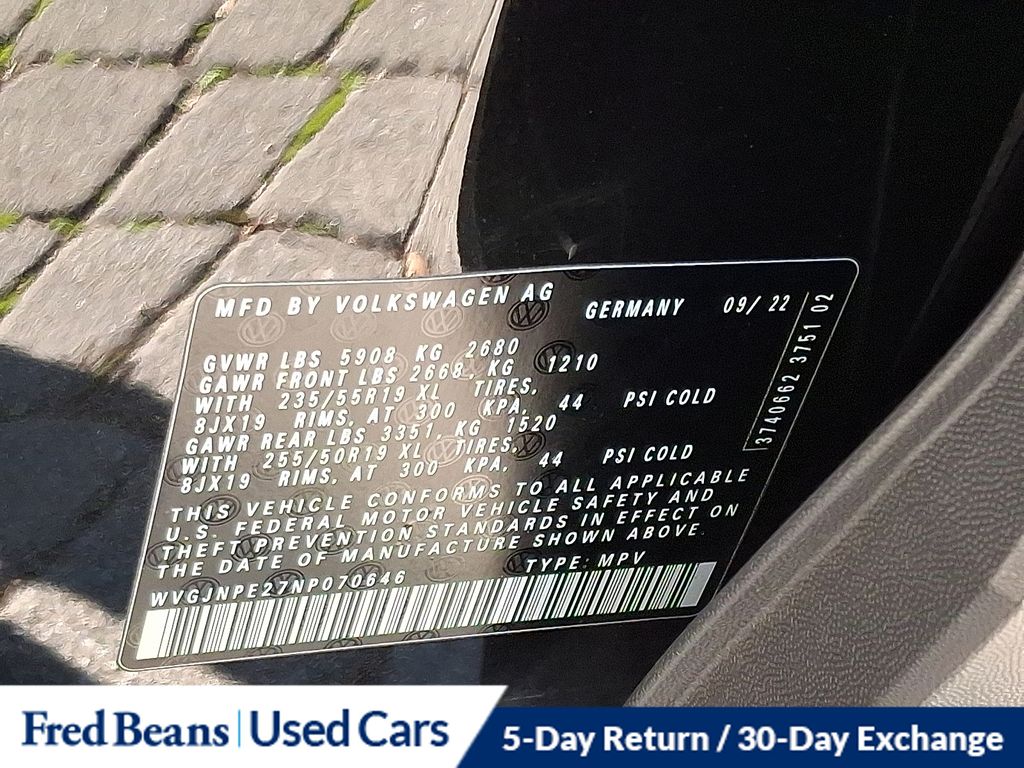 MFD BY VOLKSWAGEN AG GERMANY 09/ 22
GVWR LBS 5908 KG 2680
GAWR FRONT LBS 2668, KG 1210
WITH 235/55R19 XL TIRES,
8JX19 RIMS, AT 300 KPA, 44 PSI COLD
GAWR REAR LBS 3351 KG 1520
WITH 255/50R19 XL TIRES,
8JX19 RIMS, AT 300 KPA, 44 PSI COLD
THIS VEHICLE CONFORMS TO ALL APPLICABLE
U.S. FEDERAL MOTOR VEHICLE SAFETY AND
THEFT PREVENTION STANDARDS IN EFFECT ON
THE DATE OF MANUFACTURE SHOWN ABOVE.
WVGJNPE27NP070646 TYPE: MPV
3740662 3751 02
Fred Beans | Used Cars
5-Day Return / 30-Day Exchange